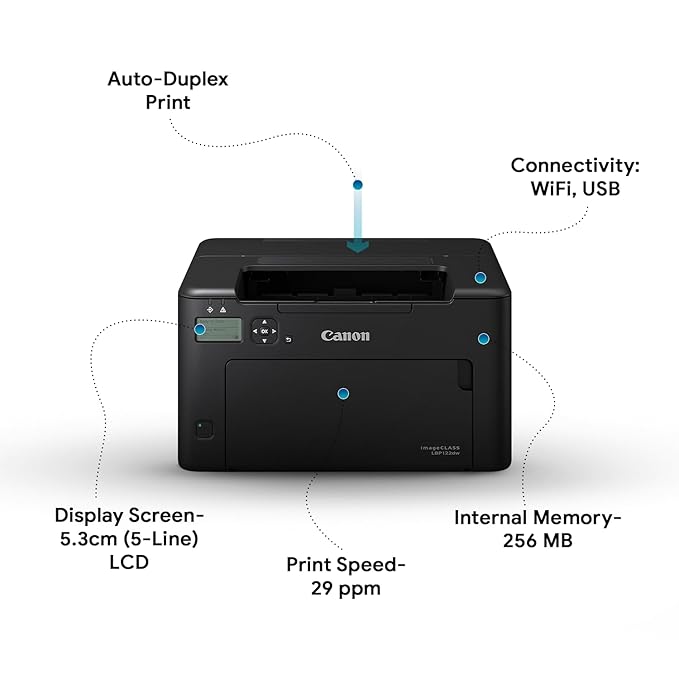 Auto-Duplex
Print
Connectivity:
WiFi, USB
OK
Canon
imageCLASS
LBP122dw
Display Screen-
5.3cm (5-Line)
LCD
Internal Memory-
256 MB
Print Speed-
29 ppm